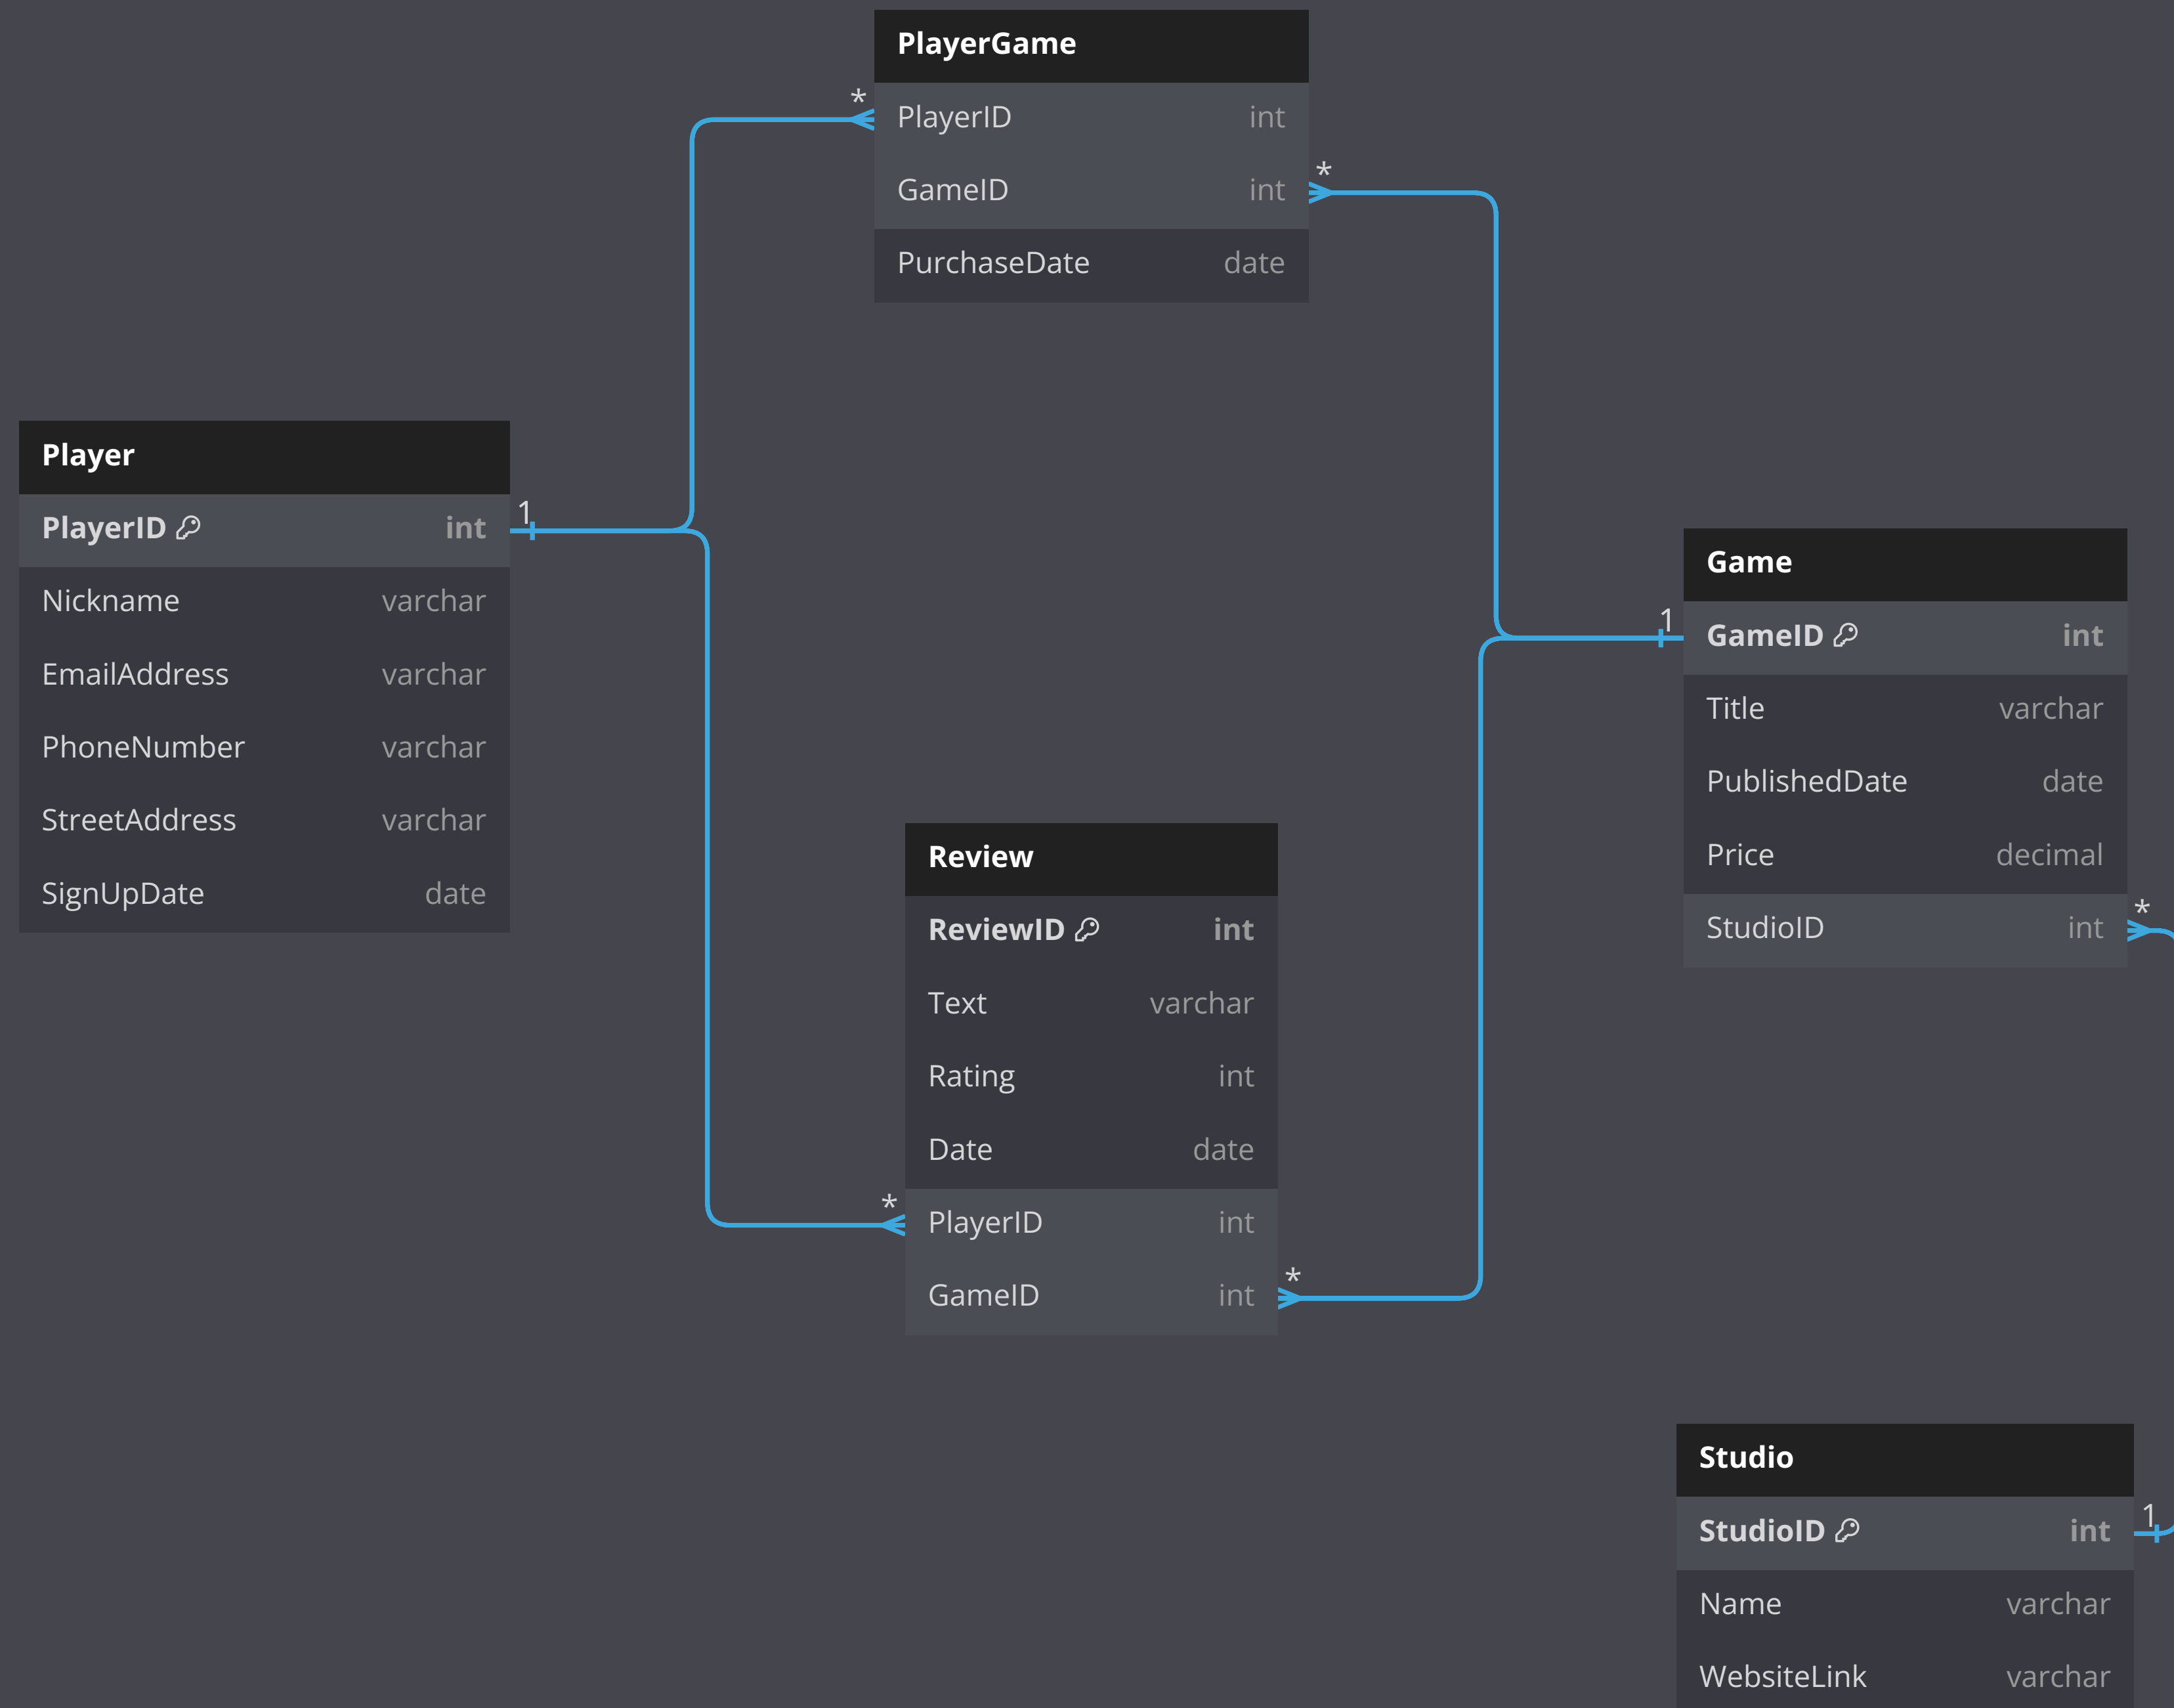 PlayerGame
*
PlayerID int
*
GameID int
PurchaseDate date
Player
1
PlayerID int
Nickname varchar
EmailAddress varchar
PhoneNumber varchar
StreetAddress varchar
SignUpDate date
Game
1
GameID int
Title varchar
PublishedDate date
Price decimal
*
StudioID int
Review
ReviewID int
Text varchar
Rating int
Date date
*
PlayerID int
*
GameID int
Studio
1
StudioID int
Name varchar
WebsiteLink varchar